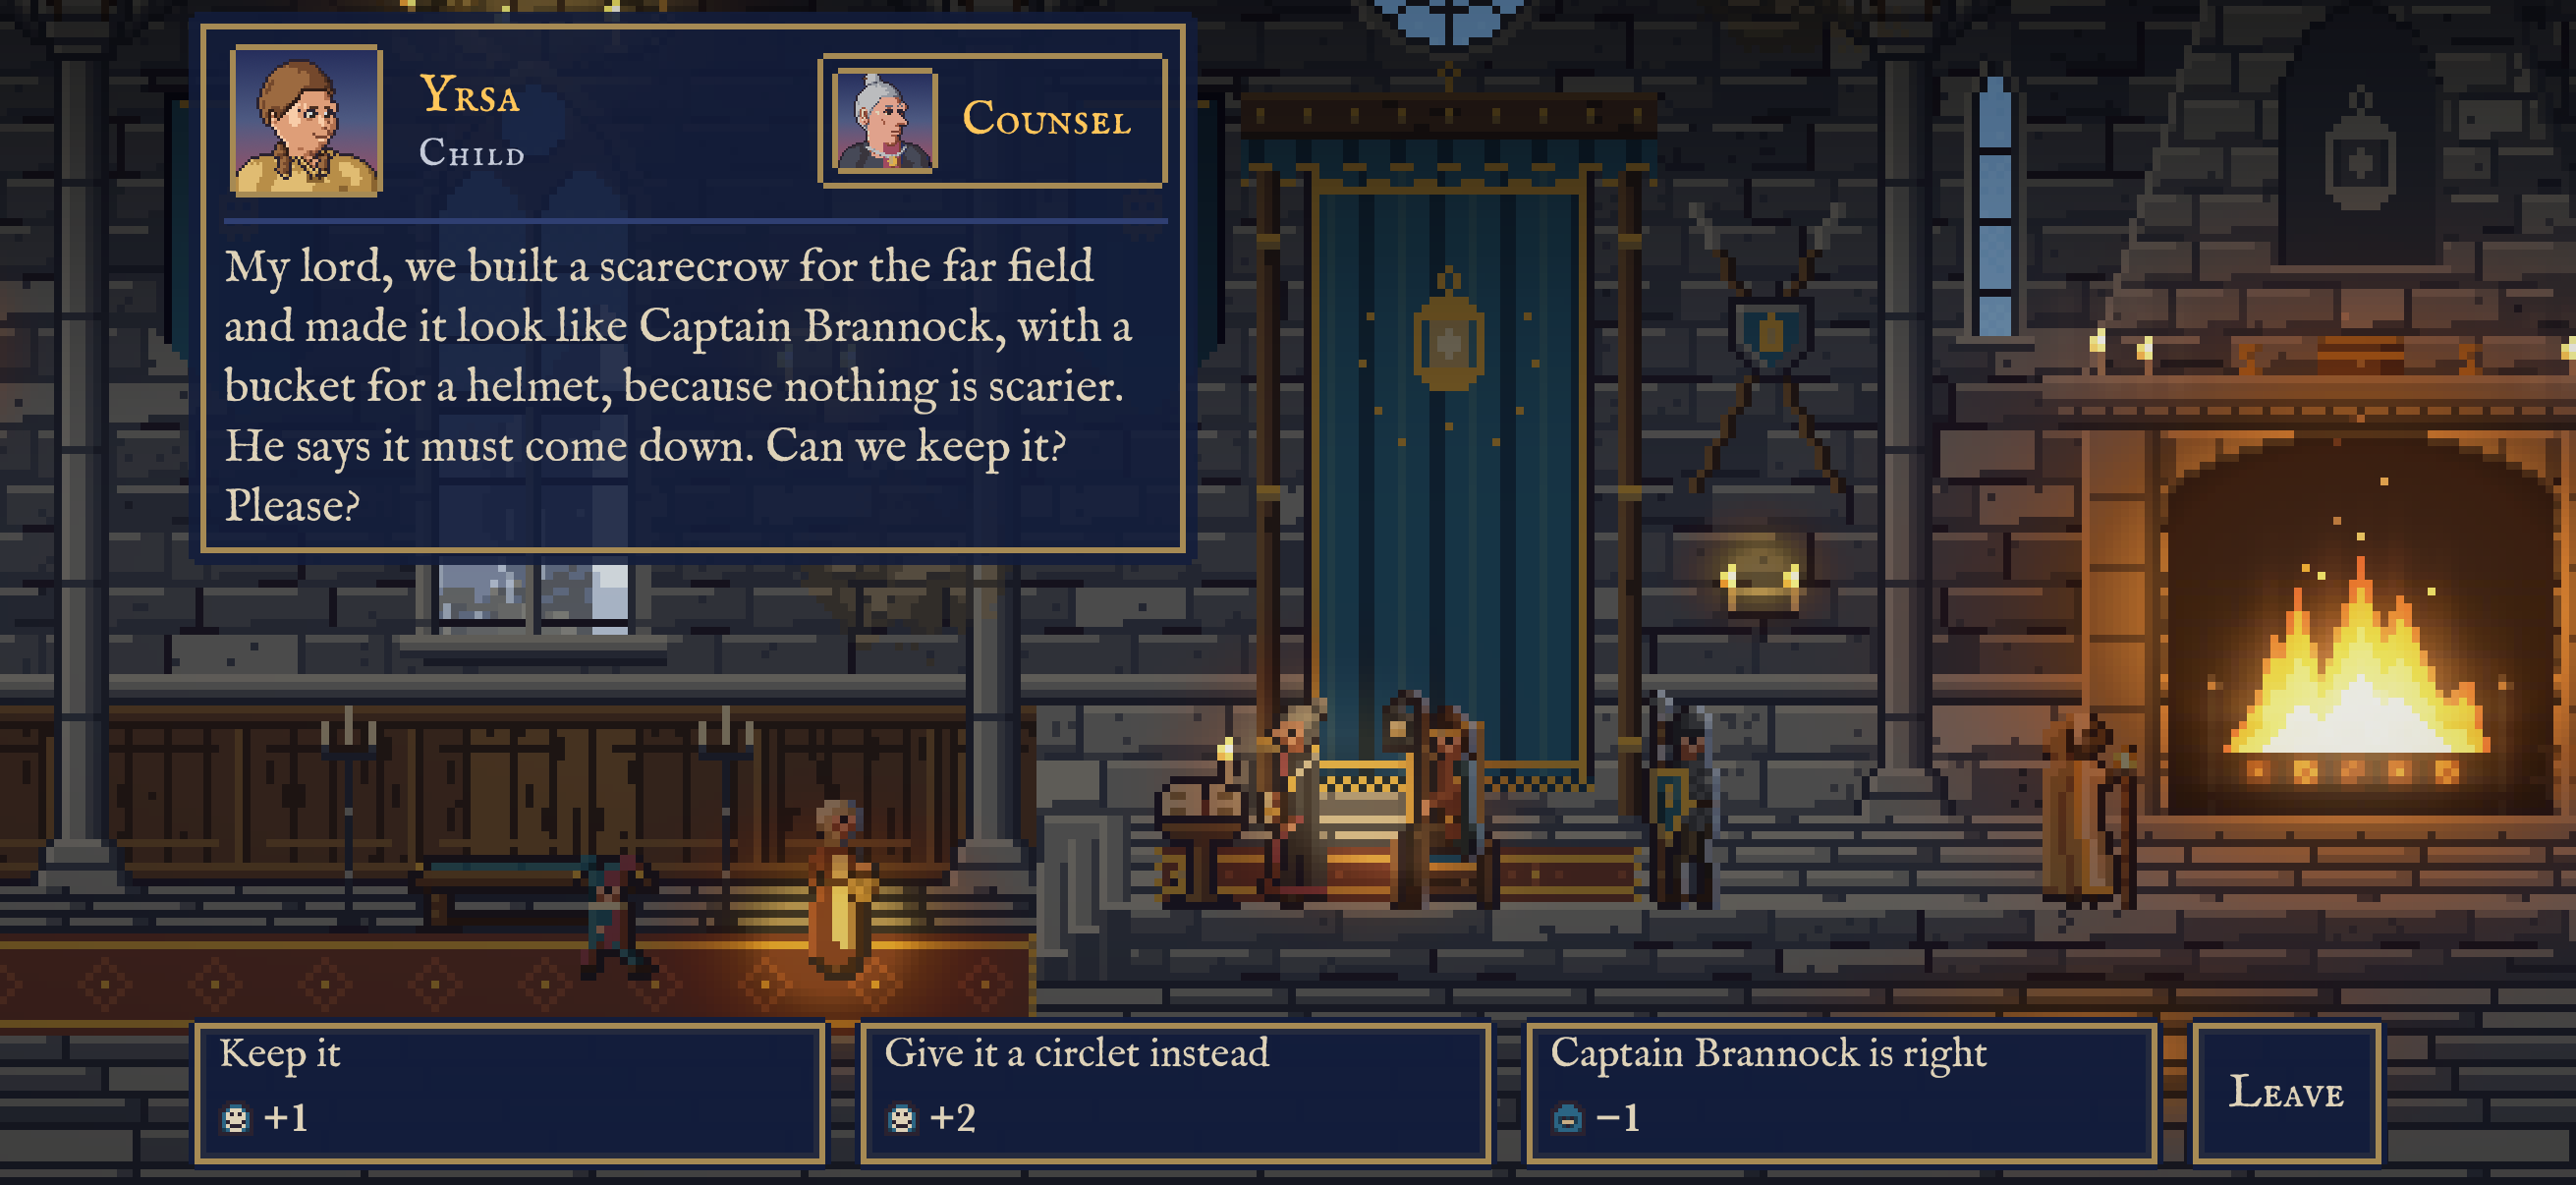 Yrsa
Child
Counsel
My lord, we built a scarecrow for the far field
and made it look like Captain Brannock, with a
bucket for a helmet, because nothing is scarier.
He says it must come down. Can we keep it?
Please?
Keep it
+1
Give it a circlet instead
+2
Captain Brannock is right
−1
Leave